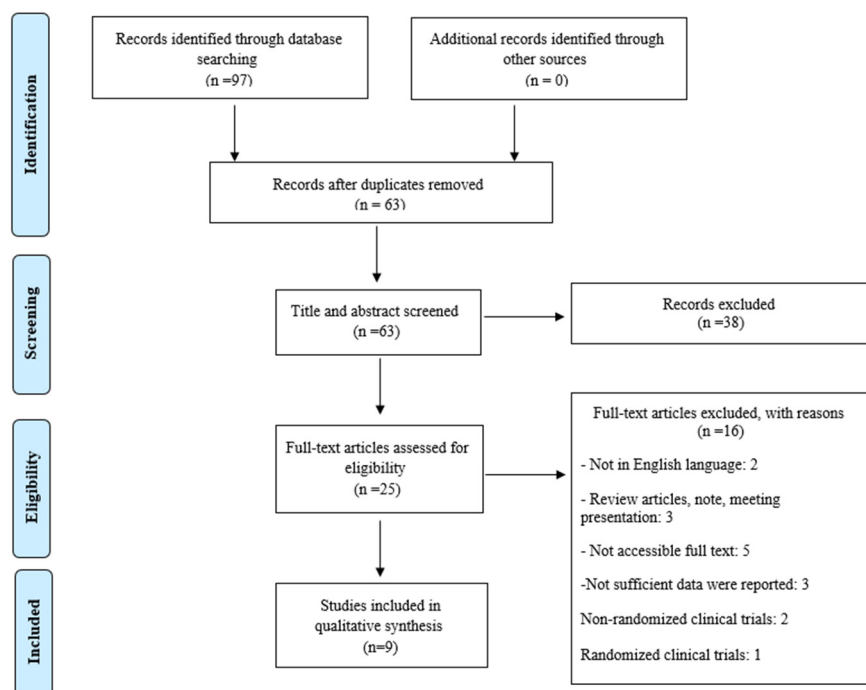 Identification
Records identified through database
searching
(n =97)
Additional records identified through
other sources
(n = 0)
Records after duplicates removed
(n = 63)
Screening
Title and abstract screened
(n =63)
Records excluded
(n =38)
Eligibility
Full-text articles assessed for
eligibility
(n =25)
Full-text articles excluded, with reasons
(n =16)
- Not in English language: 2
- Review articles, note, meeting
presentation: 3
- Not accessible full text: 5
-Not sufficient data were reported: 3
Non-randomized clinical trials: 2
Randomized clinical trials: 1
Included
Studies included in
qualitative synthesis
(n=9)